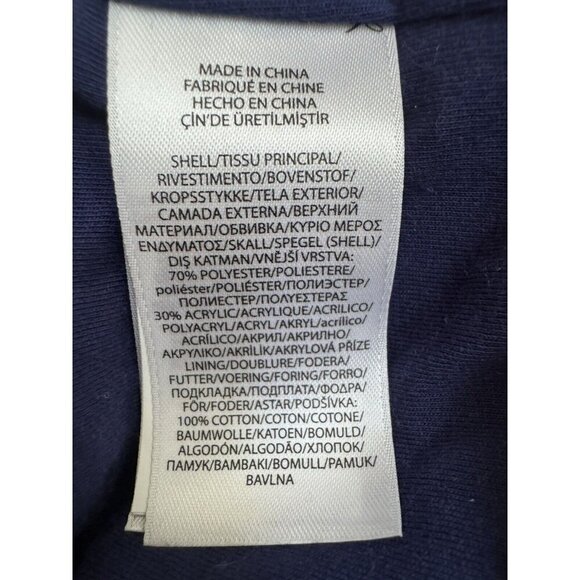 MADE IN CHINA
FABRIQUÉ EN CHINE
HECHO EN CHINA
ÇİN'DE ÜRETİLMİŞTİR
SHELL/TISSU PRINCIPAL/
RIVESTIMENTO/BOVENSTOF/
KROPSSTYKKE/TELA EXTERIOR/
CAMADA EXTERNA/ВЕРХНИЙ
МАТЕРИАЛ/ОБВИВКА/ΚΥΡΙΟ ΜΕΡΟΣ
ΕΝΔΥΜΑΤΟΣ/SKALL/SPEGEL (SHELL)/
DIŞ KATMAN/VNĚJŠÍ VRSTVA:
70% POLYESTER/POLIESTERE/
poliéster/POLIÉSTER/ПОЛИЭСТЕР/
ПОЛИЕСТЕР/ΠΟΛΥΕΣΤΕΡΑΣ
30% ACRYLIC/ACRYLIQUE/ACRILICO/
POLYACRYL/ACRYL/AKRYL/acrílico/
ACRÍLICO/АКРИЛ/АКРИЛНО/
ΑΚΡΥΛΙΚΟ/AKRİLİK/AKRYLOVÁ PŘÍZE
LINING/DOUBLURE/FODERA/
FUTTER/VOERING/FORING/FORRO/
ПОДКЛАДКА/ПОДПЛАТА/ΦΟΔΡΑ/
FÖR/FODER/ASTAR/PODŠÍVKA:
100% COTTON/COTON/COTONE/
BAUMWOLLE/KATOEN/BOMULD/
ALGODÓN/ALGODÃO/ХЛОПОК/
ПАМУК/ΒΑΜΒΑΚΙ/BOMULL/PAMUK/
BAVLNA